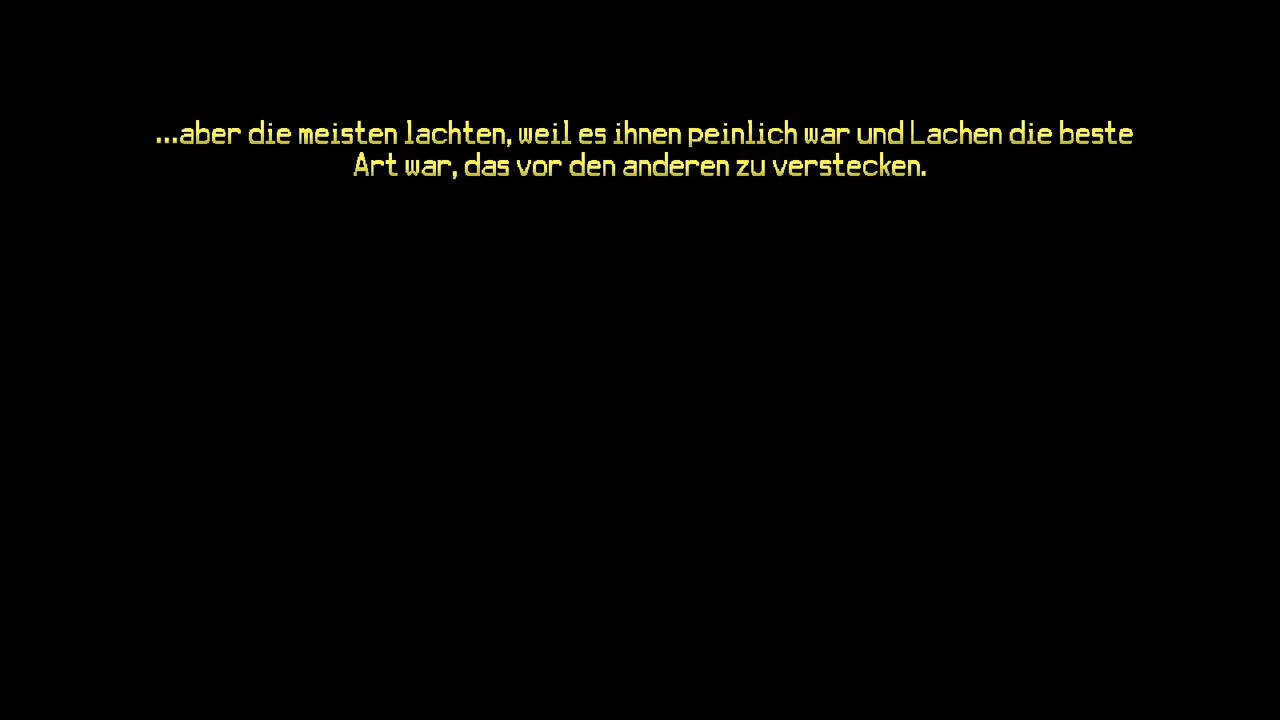 ...aber die meisten lachten, weil es ihnen peinlich war und Lachen die beste
Art war, das vor den anderen zu verstecken.